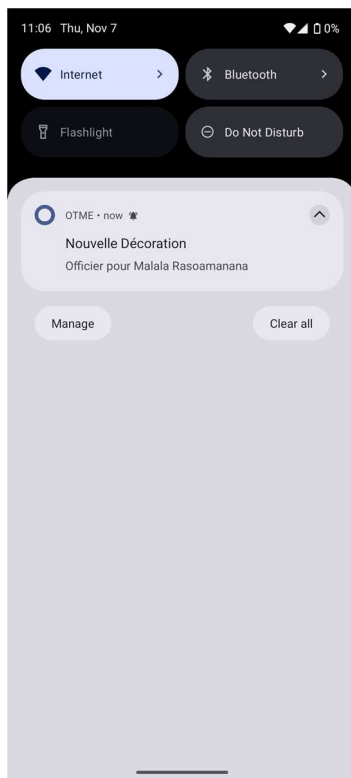 11:06 Thu, Nov 7 0%
Internet
Bluetooth
Flashlight
Do Not Disturb
OTME • now
Nouvelle Décoration
Officier pour Malala Rasoamanana
Manage
Clear all